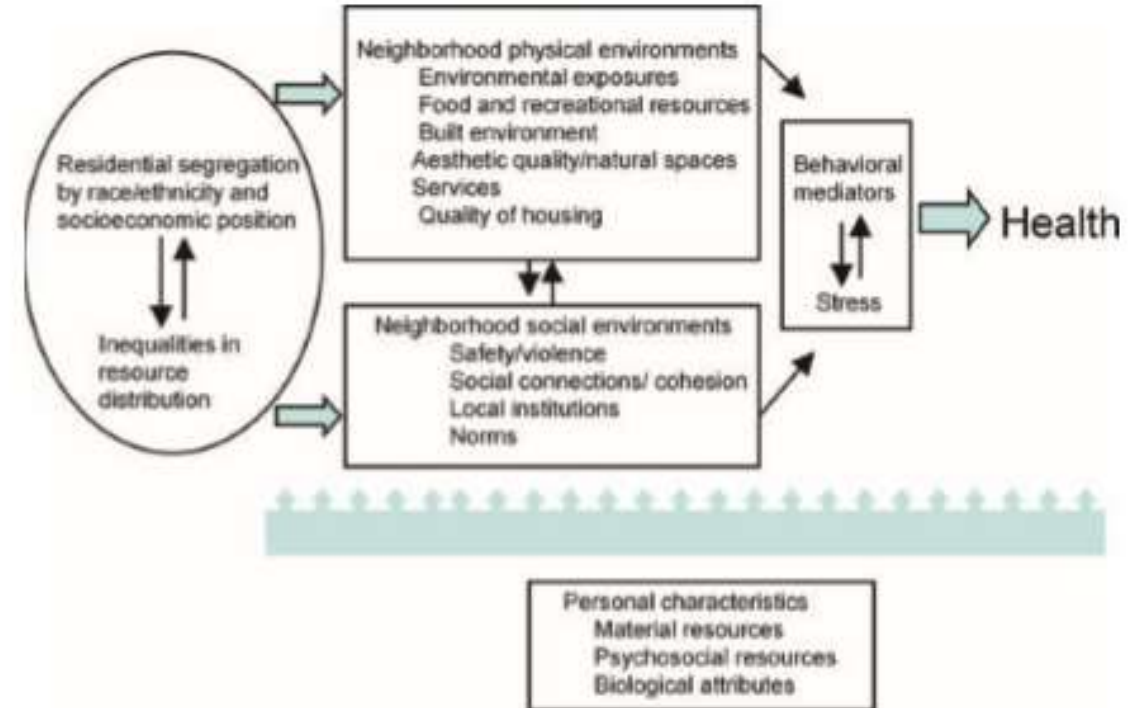 Residential segregation
by race/ethnicity and
socioeconomic position
Inequalities in
resource
distribution
Neighborhood physical environments
Environmental exposures
Food and recreational resources
Built environment
Aesthetic quality/natural spaces
Services
Quality of housing
Neighborhood social environments
Safety/violence
Social connections/ cohesion
Local institutions
Norms
Behavioral
mediators
Stress
Health
Personal characteristics
Material resources
Psychosocial resources
Biological attributes